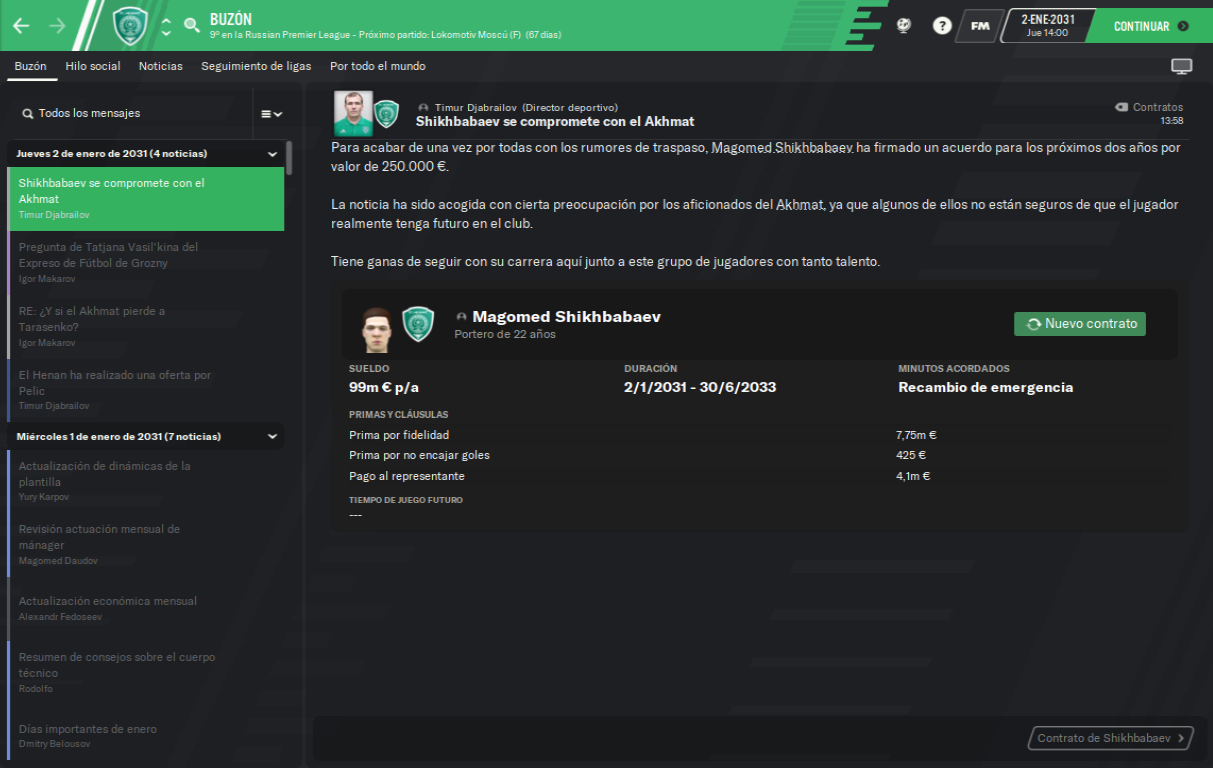 BUZÓN
9º en la Russian Premier League - Próximo partido: Lokomotiv Moscú (F) (67 días)
?
FM
2-ENE-2031
Jue 14:00
CONTINUAR
Buzón
Hilo social
Noticias
Seguimiento de ligas
Por todo el mundo
Todos los mensajes
Jueves 2 de enero de 2031 (4 noticias)
Shikhbabaev se compromete con el
Akhmat
Timur Djabrailov
Pregunta de Tatjana Vasil'kina del
Expreso de Fútbol de Grozny
Igor Makarov
RE: ¿Y si el Akhmat pierde a
Tarasenko?
Igor Makarov
El Henan ha realizado una oferta por
Pelic
Timur Djabrailov
Miércoles 1 de enero de 2031 (7 noticias)
Actualización de dinámicas de la
plantilla
Yury Karpov
Revisión actuación mensual de
mánager
Magomed Daudov
Actualización económica mensual
Alexandr Fedoseev
Resumen de consejos sobre el cuerpo
técnico
Rodolfo
Días importantes de enero
Dmitry Belousov
Timur Djabrailov (Director deportivo)
Shikhbabaev se compromete con el Akhmat
Contratos
13:58
Para acabar de una vez por todas con los rumores de traspaso, Magomed Shikhbabaev ha firmado un acuerdo para los próximos dos años por
valor de 250.000 €.
La noticia ha sido acogida con cierta preocupación por los aficionados del Akhmat, ya que algunos de ellos no están seguros de que el jugador
realmente tenga futuro en el club.
Tiene ganas de seguir con su carrera aquí junto a este grupo de jugadores con tanto talento.
Magomed Shikhbabaev
Portero de 22 años
Nuevo contrato
SUELDO
99m € p/a
DURACIÓN
2/1/2031 - 30/6/2033
MINUTOS ACORDADOS
Recambio de emergencia
PRIMAS Y CLÁUSULAS
Prima por fidelidad 7,75m €
Prima por no encajar goles 425 €
Pago al representante 4,1m €
TIEMPO DE JUEGO FUTURO
---
Contrato de Shikhbabaev